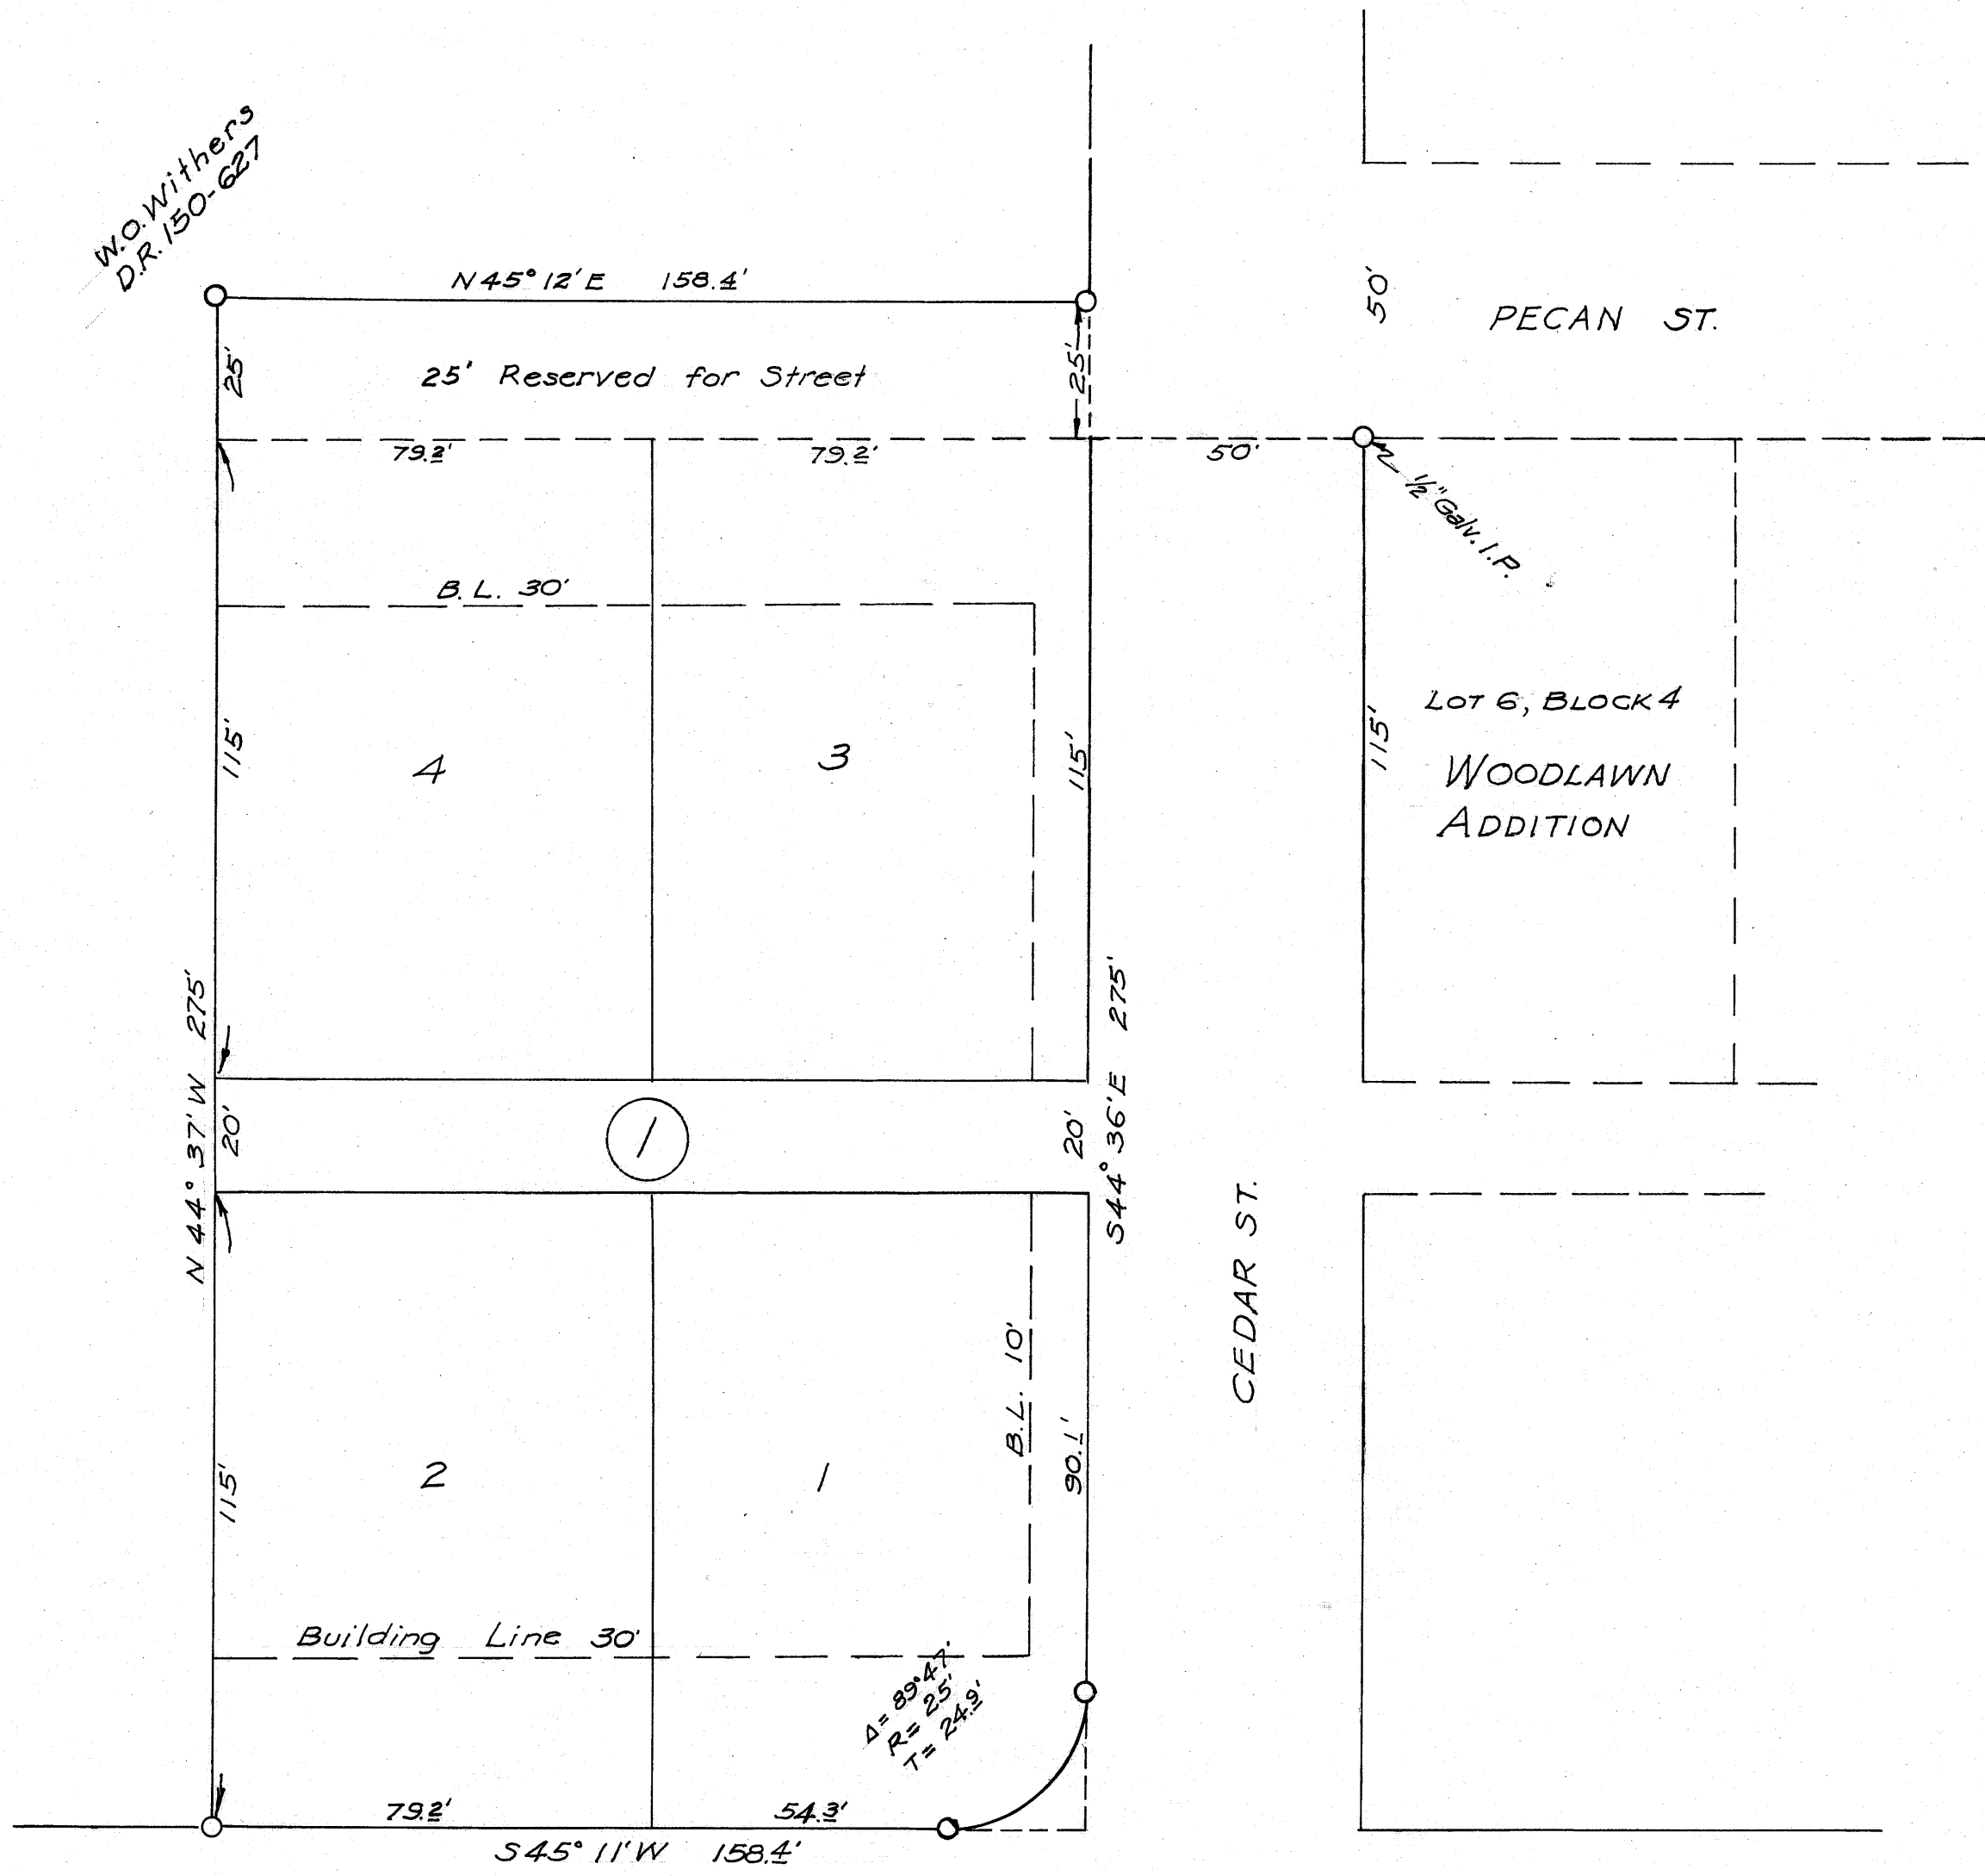 W.O. Withers
D.R. 150-627
N 45° 12' E 158.4'
50'
PECAN ST.
25'
25' Reserved for Street
25'
79.2'
79.2'
50'
1/2" Galv. I.P.
B.L. 30'
LOT 6, BLOCK 4
WOODLAWN
ADDITION
115'
4
3
115'
115'
N 44° 37' W 275'
S 44° 36' E 275'
20'
1
20'
CEDAR ST.
B.L. 10'
90.1'
115'
2
1
Building Line 30'
Δ = 89° 47'
R = 25'
T = 24.9'
79.2'
54.3'
S 45° 11' W 158.4'